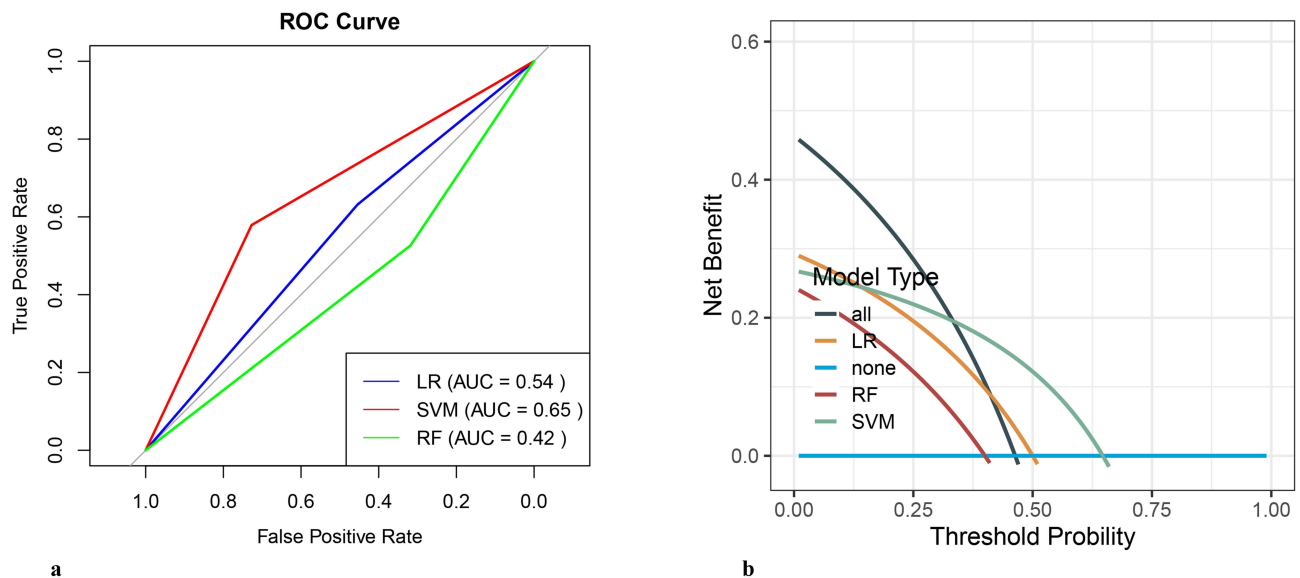 ROC Curve
True Positive Rate
1.0
0.8
0.6
0.4
0.2
0.0
LR (AUC = 0.54 )
SVM (AUC = 0.65 )
RF (AUC = 0.42 )
1.0 0.8 0.6 0.4 0.2 0.0
False Positive Rate
a
Net Benefit
0.6
0.4
0.2
0.0
Model Type
all
LR
none
RF
SVM
0.00 0.25 0.50 0.75 1.00
Threshold Probility
b